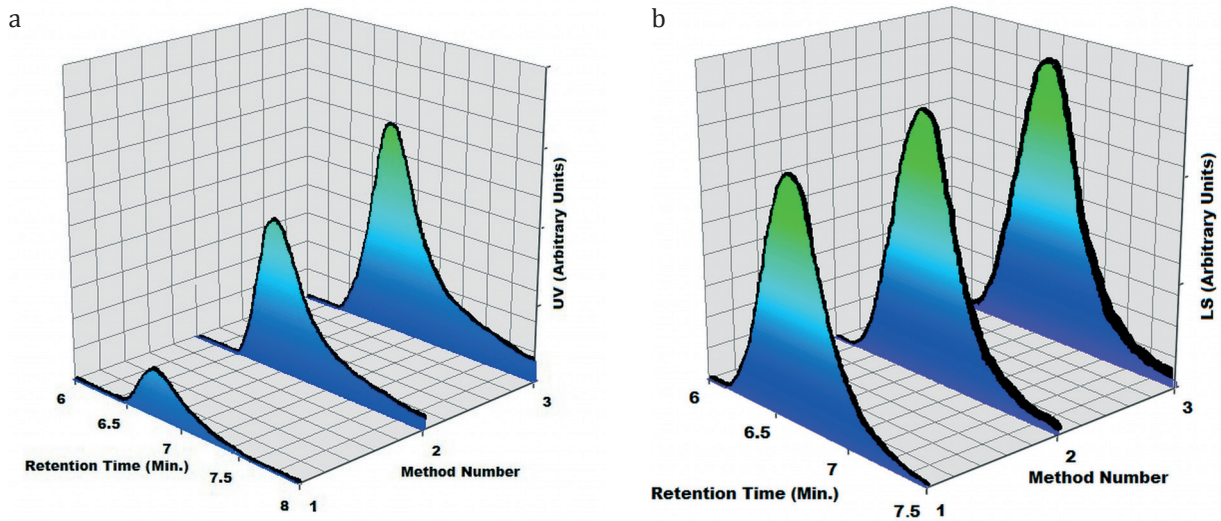 a
UV (Arbitrary Units)
6
6.5
7
7.5
8
1
2
3
Retention Time (Min.)
Method Number
b
LS (Arbitrary Units)
6
6.5
7
7.5
1
2
3
Retention Time (Min.)
Method Number